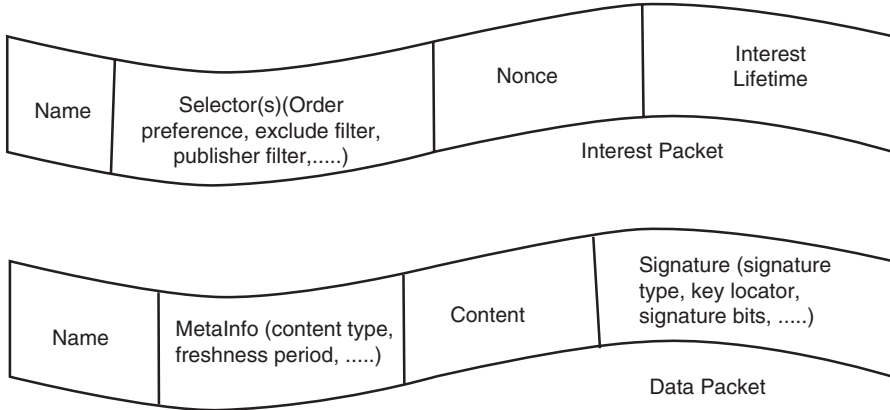 Name
Selector(s)(Order
preference, exclude filter,
publisher filter,.....)
Nonce
Interest
Lifetime
Interest Packet
Name
MetaInfo (content type,
freshness period, .....)
Content
Signature (signature
type, key locator,
signature bits, .....)
Data Packet